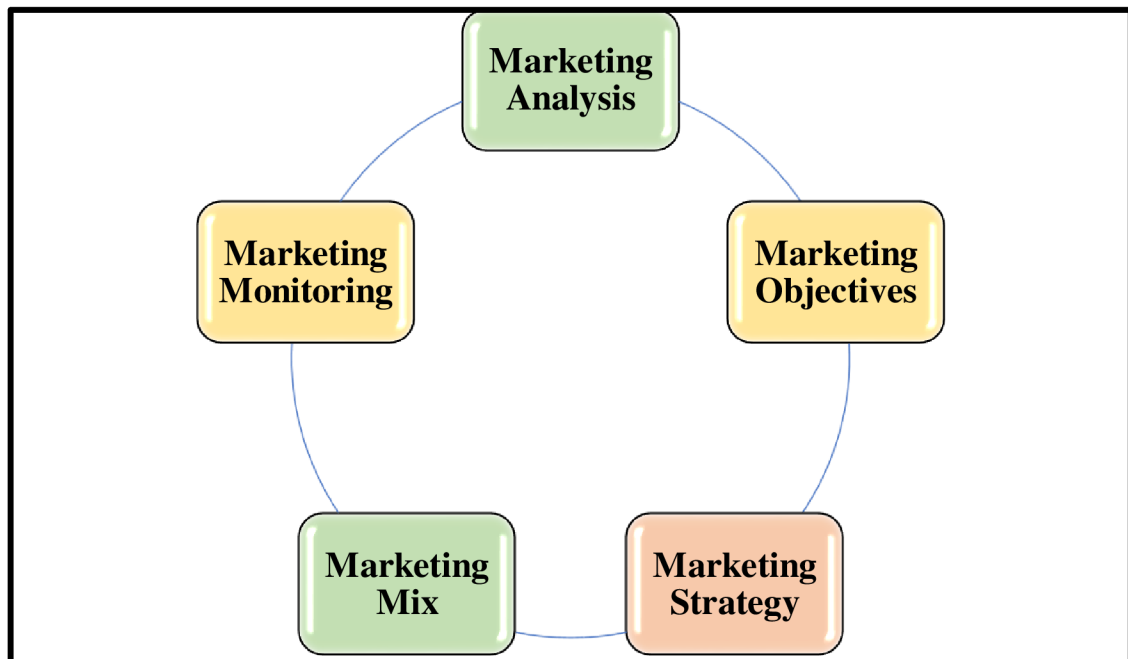 Marketing
Analysis
Marketing
Monitoring
Marketing
Objectives
Marketing
Mix
Marketing
Strategy